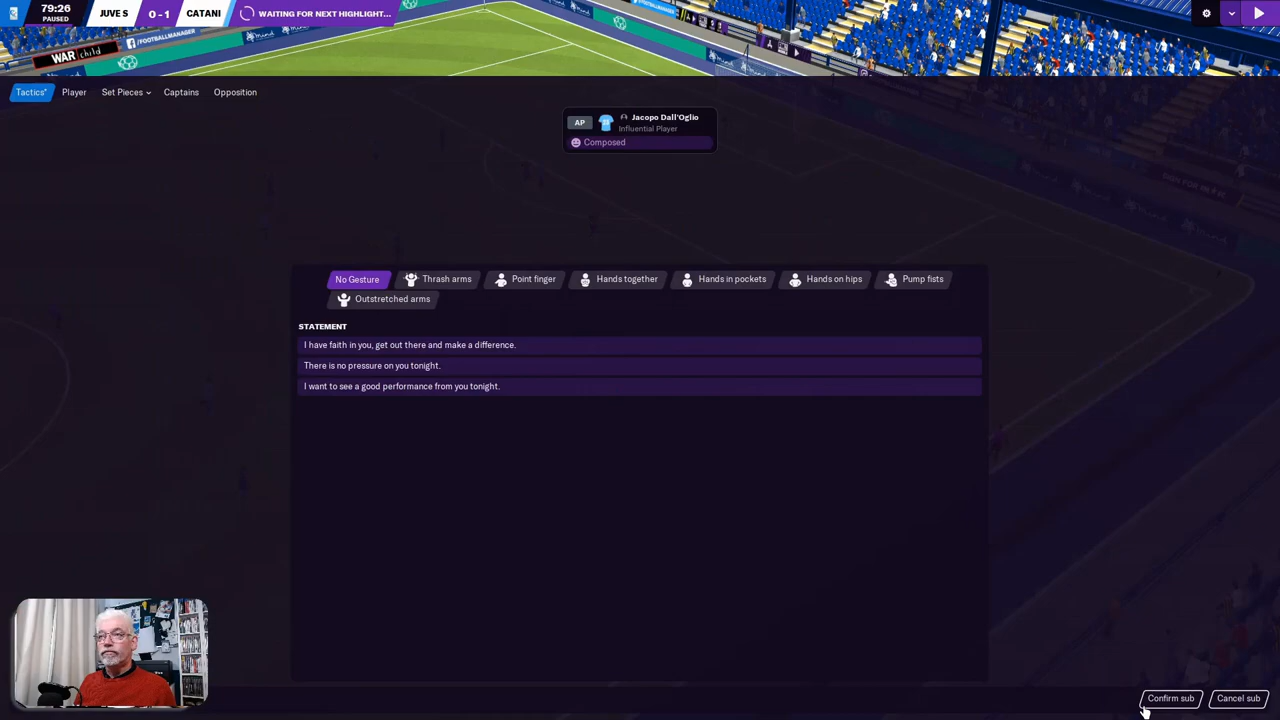 79:26
PAUSED
JUVE S
0 - 1
CATANI
WAITING FOR NEXT HIGHLIGHT...
/FOOTBALLMANAGER
WAR child
mind
Tactics*
Player
Set Pieces
Captains
Opposition
AP
Jacopo Dall'Oglio
Influential Player
Composed
No Gesture
Thrash arms
Point finger
Hands together
Hands in pockets
Hands on hips
Pump fists
Outstretched arms
STATEMENT
I have faith in you, get out there and make a difference.
There is no pressure on you tonight.
I want to see a good performance from you tonight.
Confirm sub
Cancel sub